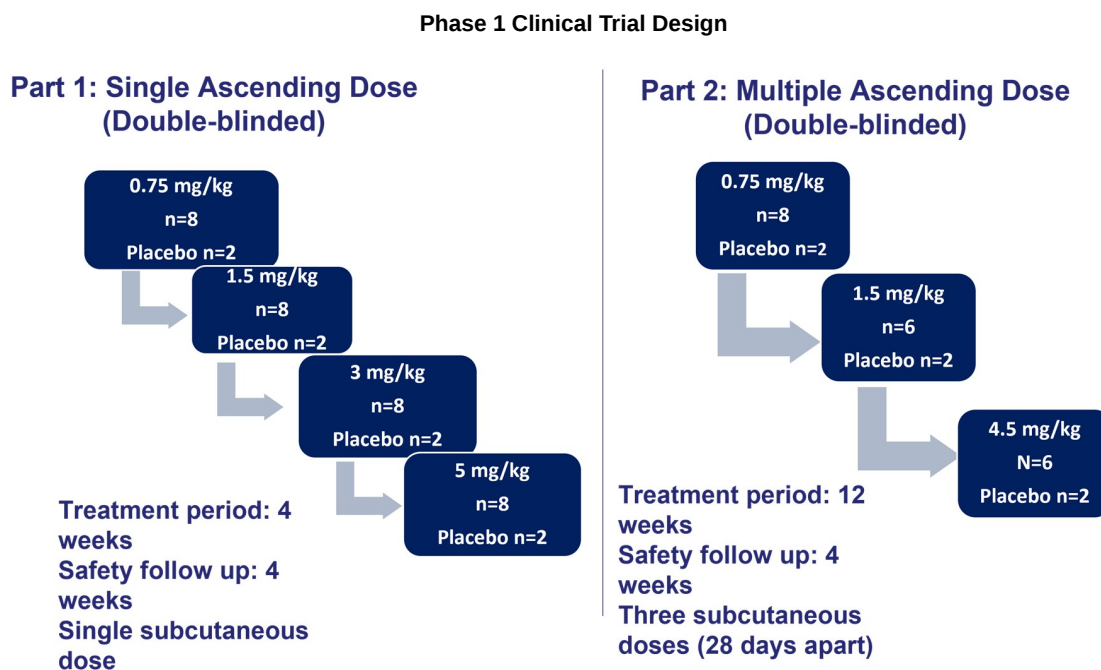 Phase 1 Clinical Trial Design
Part 1: Single Ascending Dose
(Double-blinded)
0.75 mg/kg
n=8
Placebo n=2
1.5 mg/kg
n=8
Placebo n=2
3 mg/kg
n=8
Placebo n=2
5 mg/kg
n=8
Placebo n=2
Treatment period: 4
weeks
Safety follow up: 4
weeks
Single subcutaneous
dose
Part 2: Multiple Ascending Dose
(Double-blinded)
0.75 mg/kg
n=8
Placebo n=2
1.5 mg/kg
n=6
Placebo n=2
4.5 mg/kg
N=6
Placebo n=2
Treatment period: 12
weeks
Safety follow up: 4
weeks
Three subcutaneous
doses (28 days apart)